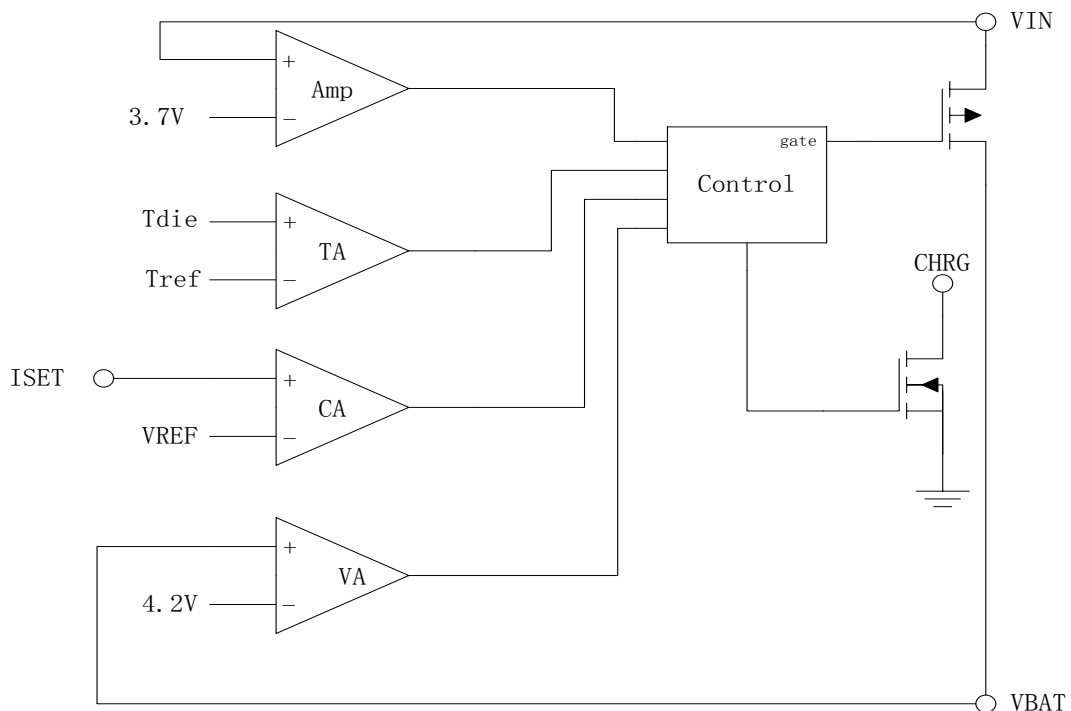 VIN
+
Amp
3.7V
−
gate
Control
Tdie
+
TA
Tref
−
CHRG
ISET
+
CA
VREF
−
+
VA
4.2V
−
VBAT